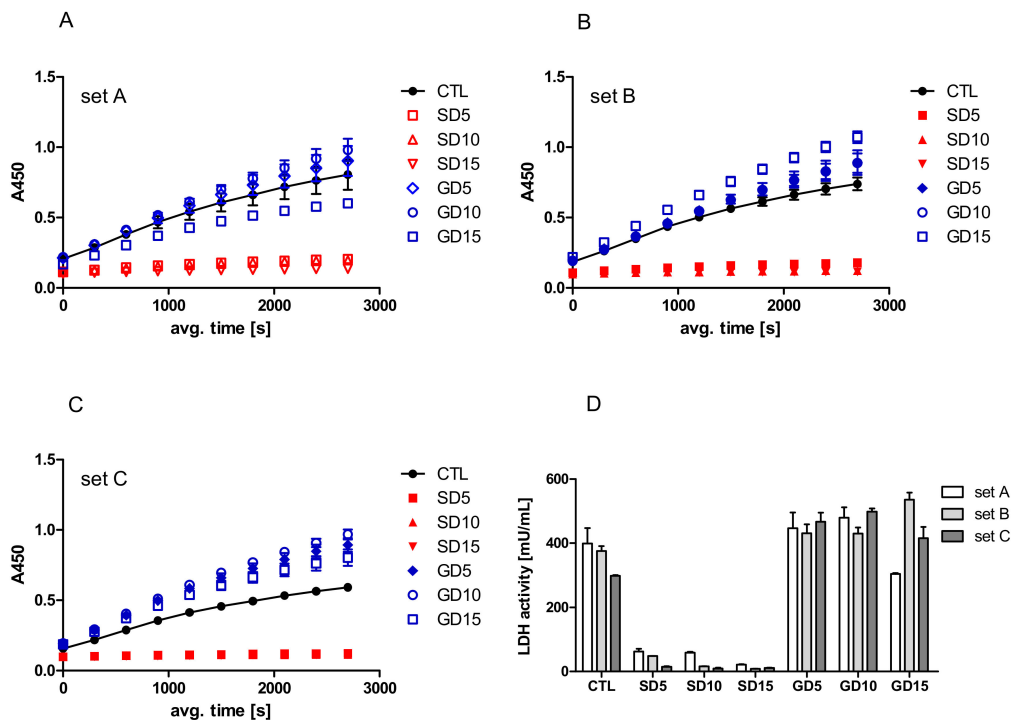 A
set A
1.5
1.0
0.5
0.0
A450
0
1000
2000
3000
avg. time [s]
CTL
SD5
SD10
SD15
GD5
GD10
GD15
B
set B
1.5
1.0
0.5
0.0
A450
0
1000
2000
3000
avg. time [s]
CTL
SD5
SD10
SD15
GD5
GD10
GD15
C
set C
1.5
1.0
0.5
0.0
A450
0
1000
2000
3000
avg. time [s]
CTL
SD5
SD10
SD15
GD5
GD10
GD15
D
600
400
200
0
LDH activity [mU/mL]
CTL
SD5
SD10
SD15
GD5
GD10
GD15
set A
set B
set C